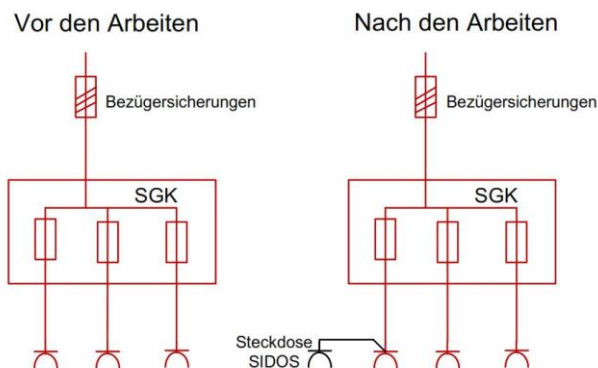 Vor den Arbeiten
Bezügersicherungen
SGK
Nach den Arbeiten
Bezügersicherungen
SGK
Steckdose
SIDOS